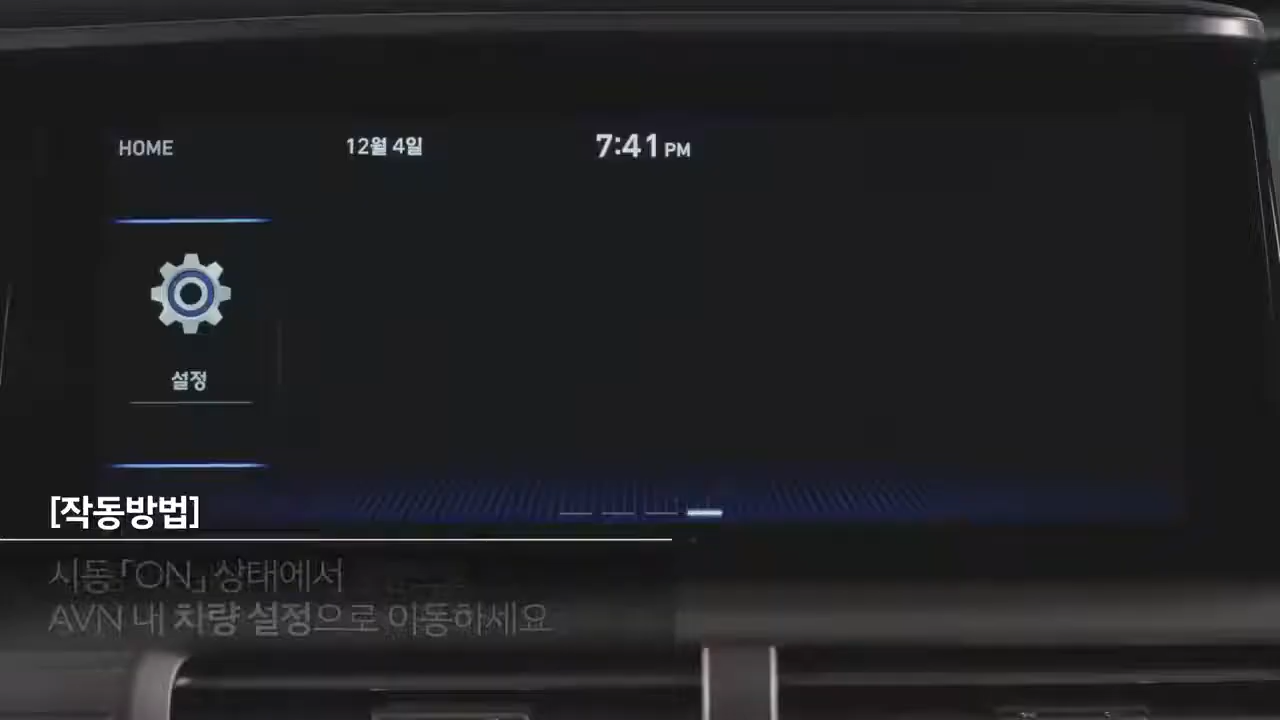 HOME 12월 4일 7:41 PM
설정
[작동방법]
시동 「ON」 상태에서
AVN 내 차량 설정으로 이동하세요